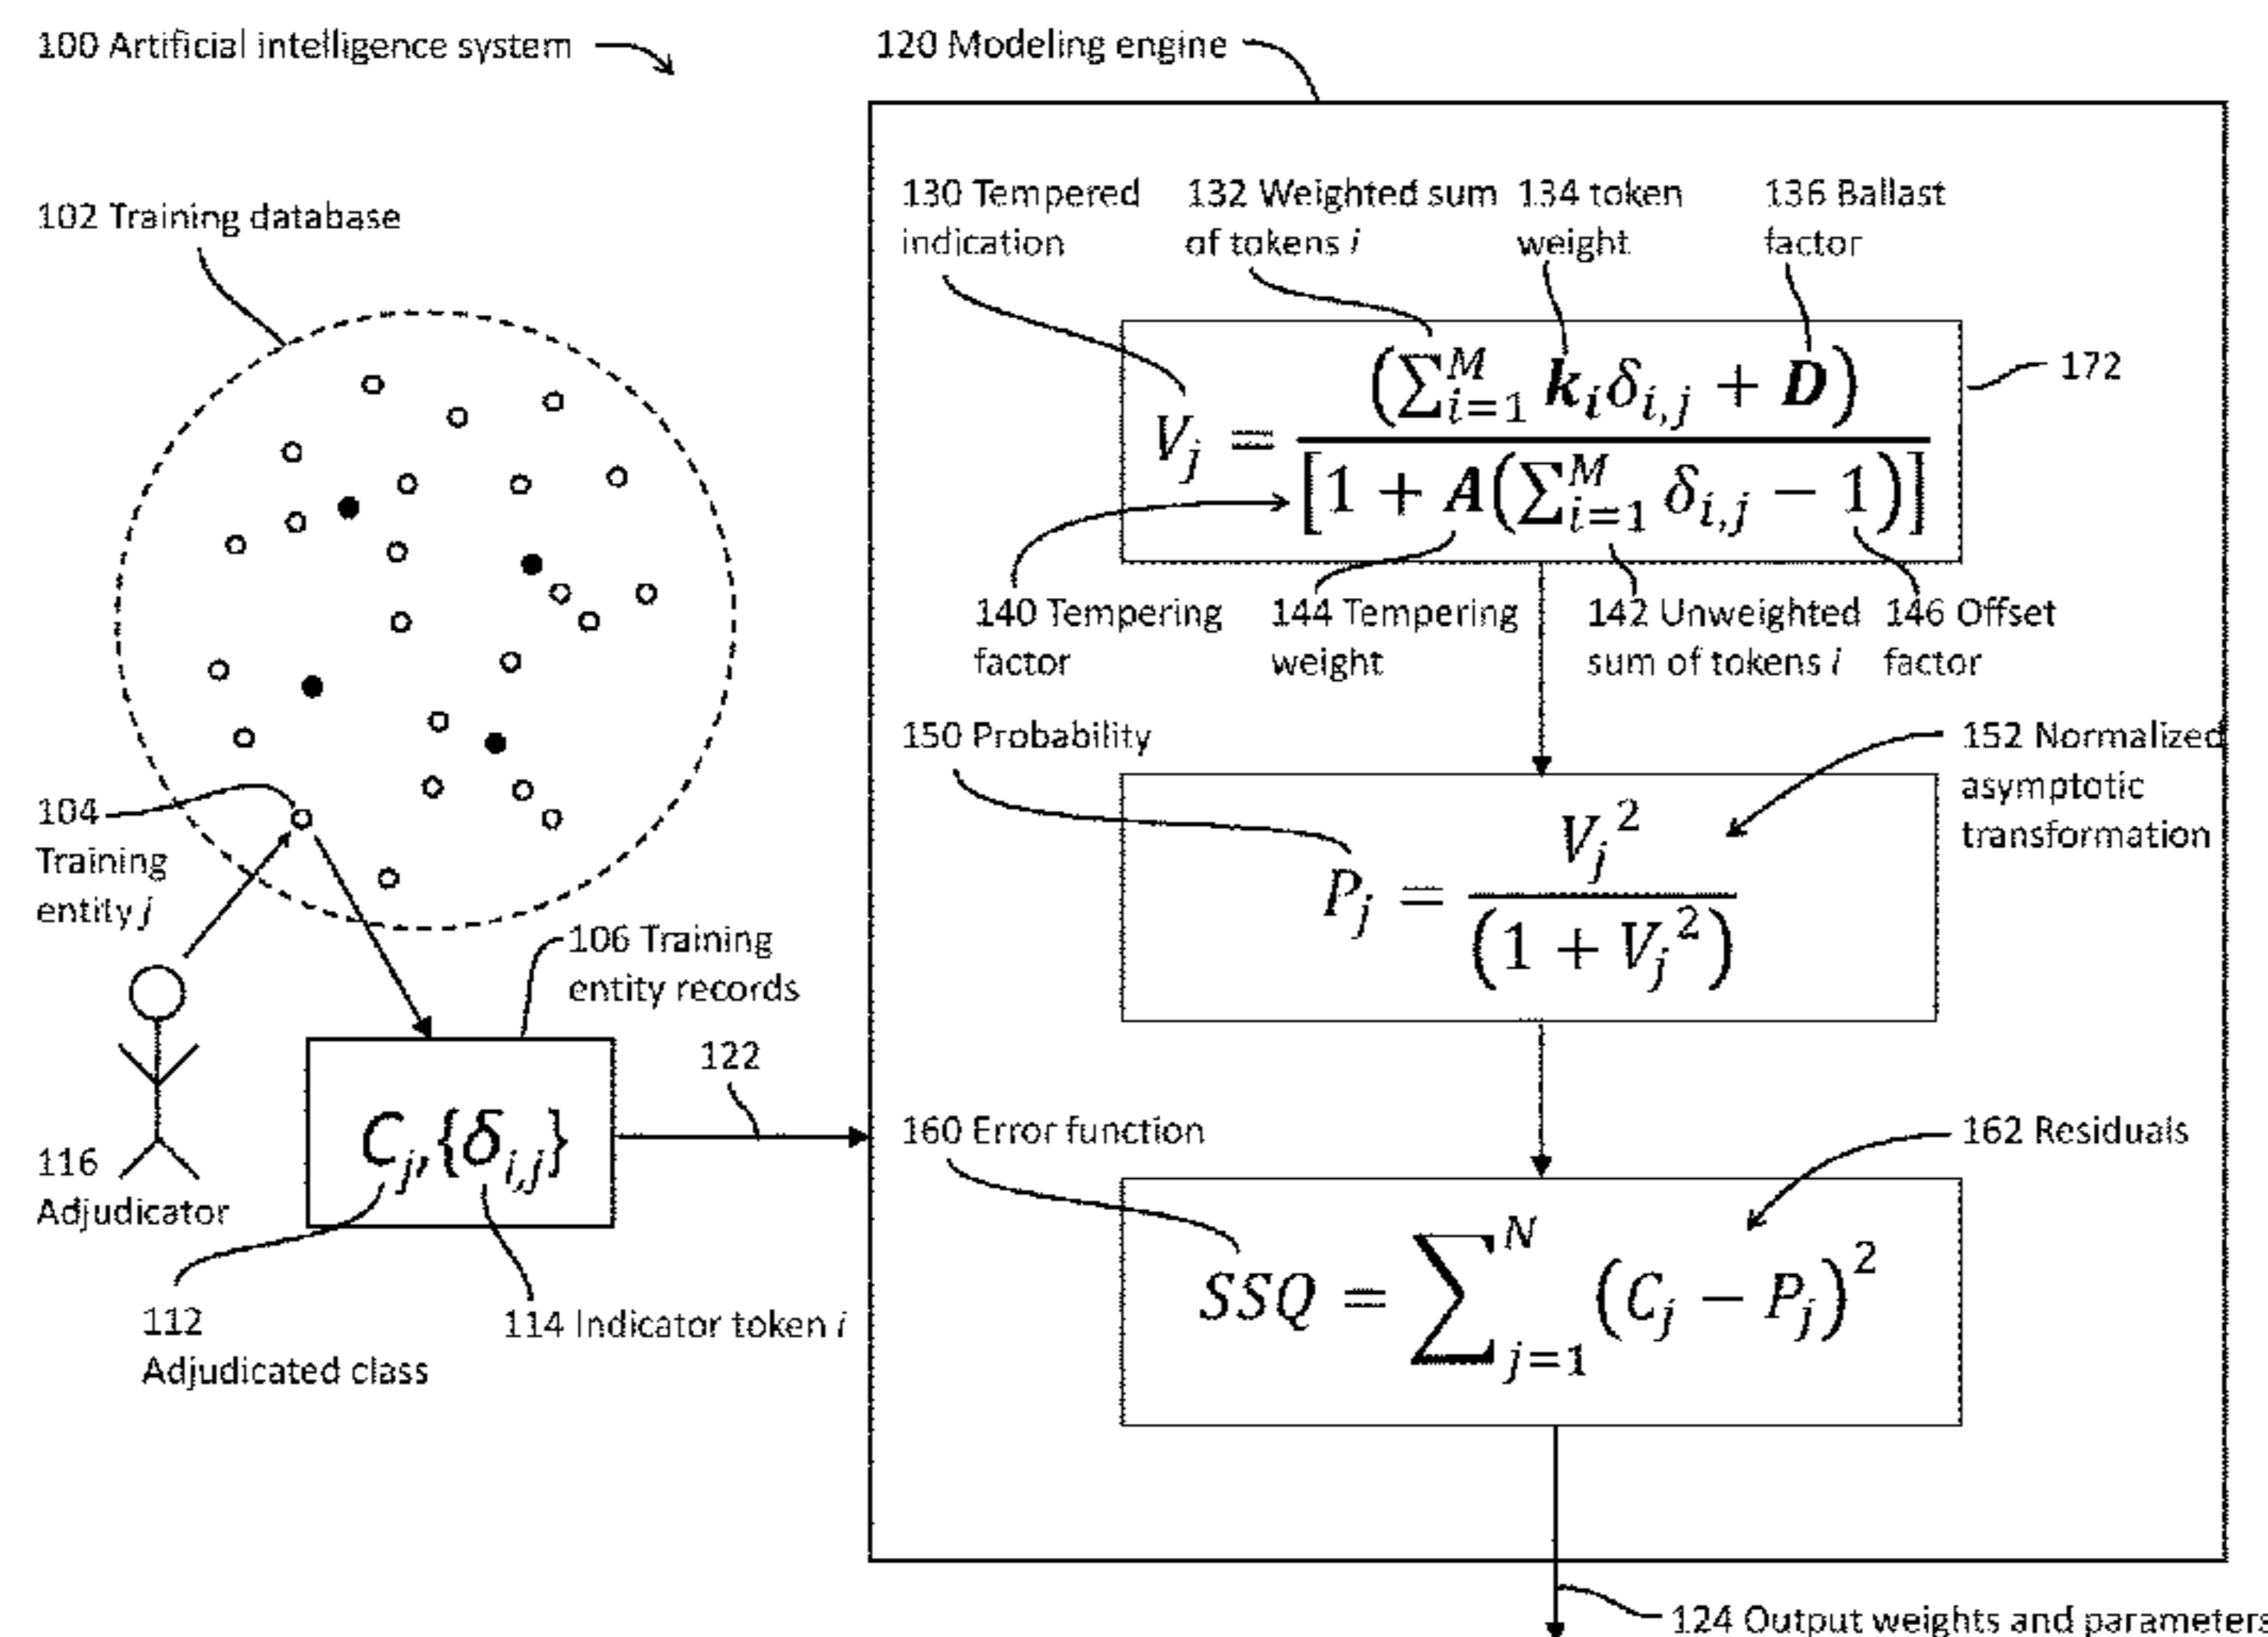 100 Artificial intelligence system
120 Modeling engine
102 Training database
130 Tempered
indication
132 Weighted sum
of tokens i
134 token
weight
136 Ballast
factor
172
V_j = (∑_{i=1}^{M} k_i δ_{i,j} + D) / [1 + A(∑_{i=1}^{M} δ_{i,j} − 1)]
140 Tempering
factor
144 Tempering
weight
142 Unweighted
sum of tokens i
146 Offset
factor
150 Probability
152 Normalized
asymptotic
transformation
P_j = V_j^2 / (1 + V_j^2)
104
Training
entity j
106 Training
entity records
C_j, {δ_{i,j}}
122
116
Adjudicator
112
Adjudicated class
114 Indicator token i
160 Error function
162 Residuals
SSQ = ∑_{j=1}^{N} (C_j − P_j)^2
124 Output weights and parameters